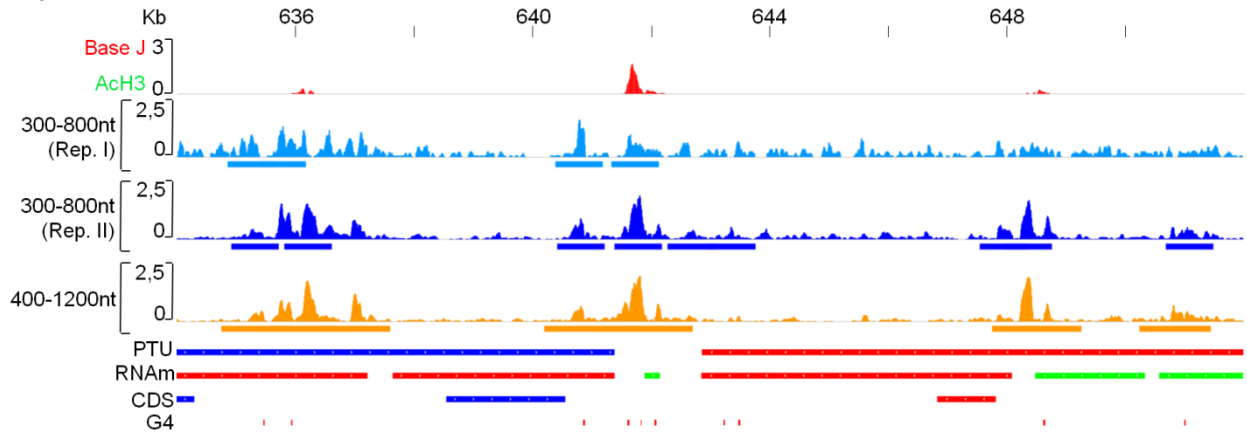 Kb 636 640 644 648
Base J 3
AcH3 0
300-800nt 2,5
(Rep. I) 0
300-800nt 2,5
(Rep. II) 0
400-1200nt 2,5
0
PTU
RNAm
CDS
G4